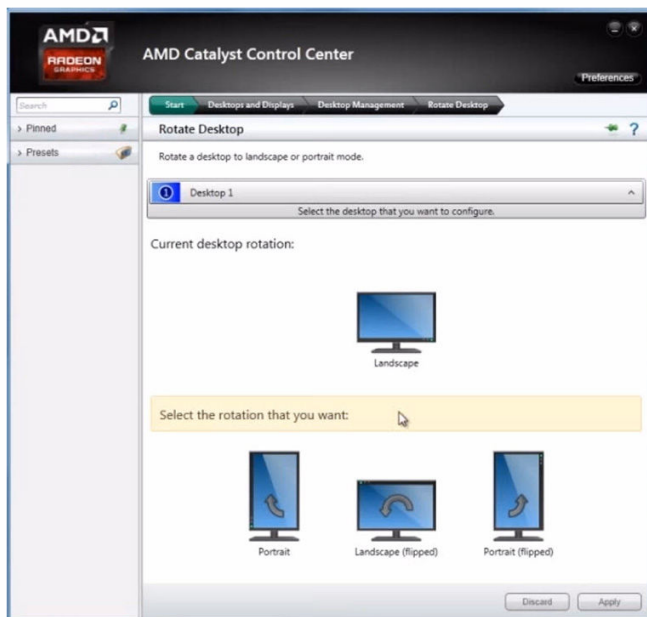 AMD
RADEON
GRAPHICS
AMD Catalyst Control Center
Preferences
Search
Start Desktops and Displays Desktop Management Rotate Desktop
> Pinned
Rotate Desktop
?
> Presets
Rotate a desktop to landscape or portrait mode.
1 Desktop 1
Select the desktop that you want to configure.
Current desktop rotation:
Landscape
Select the rotation that you want:
Portrait Landscape (flipped) Portrait (flipped)
Discard Apply